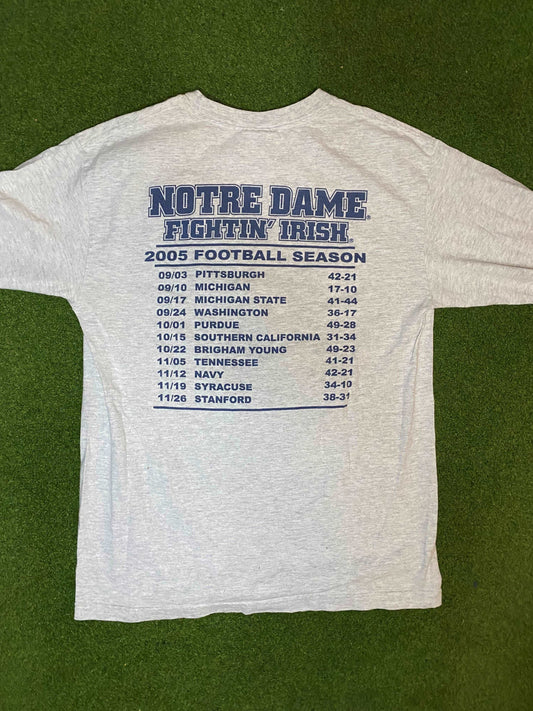 NOTRE DAME®
FIGHTIN' IRISH®
2005 FOOTBALL SEASON
09/03 PITTSBURGH 42-21
09/10 MICHIGAN 17-10
09/17 MICHIGAN STATE 41-44
09/24 WASHINGTON 36-17
10/01 PURDUE 49-28
10/15 SOUTHERN CALIFORNIA 31-34
10/22 BRIGHAM YOUNG 49-23
11/05 TENNESSEE 41-21
11/12 NAVY 42-21
11/19 SYRACUSE 34-10
11/26 STANFORD 38-31